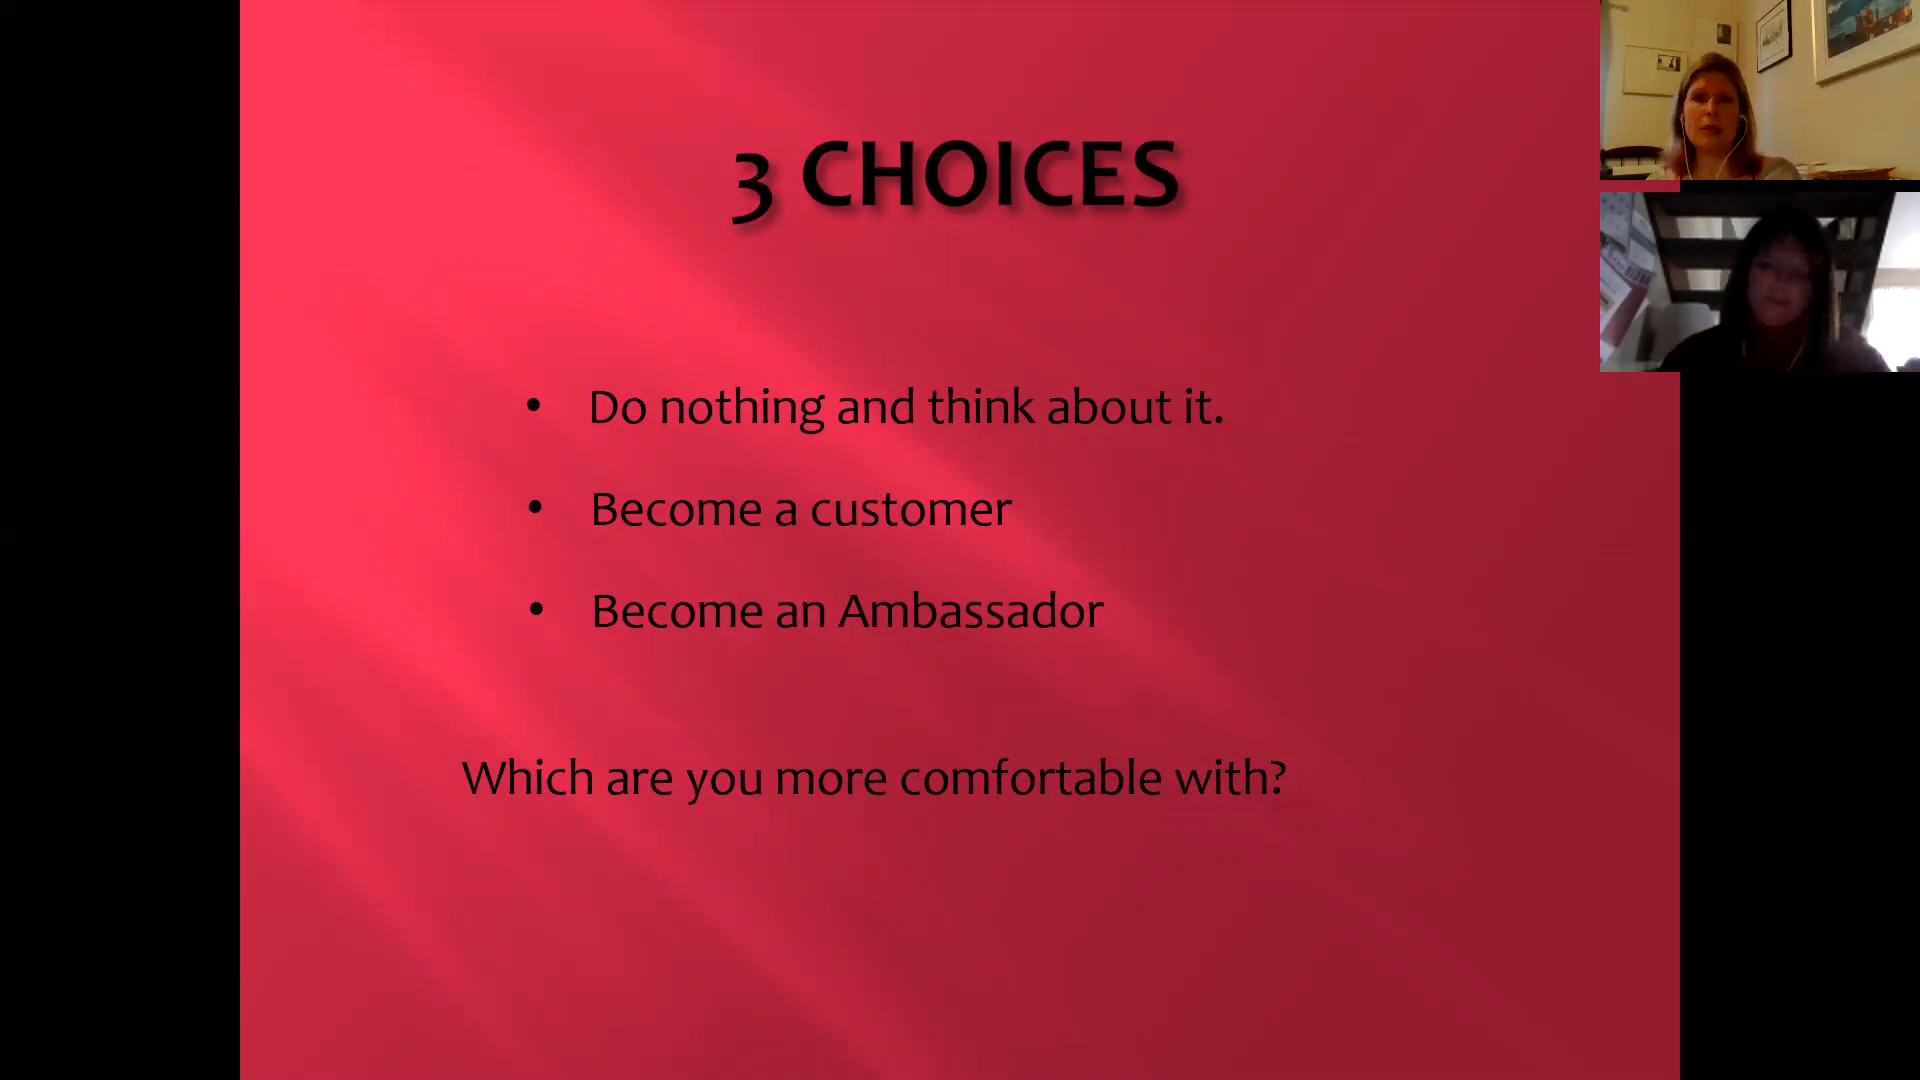 3 CHOICES
• Do nothing and think about it.
• Become a customer
• Become an Ambassador
Which are you more comfortable with?